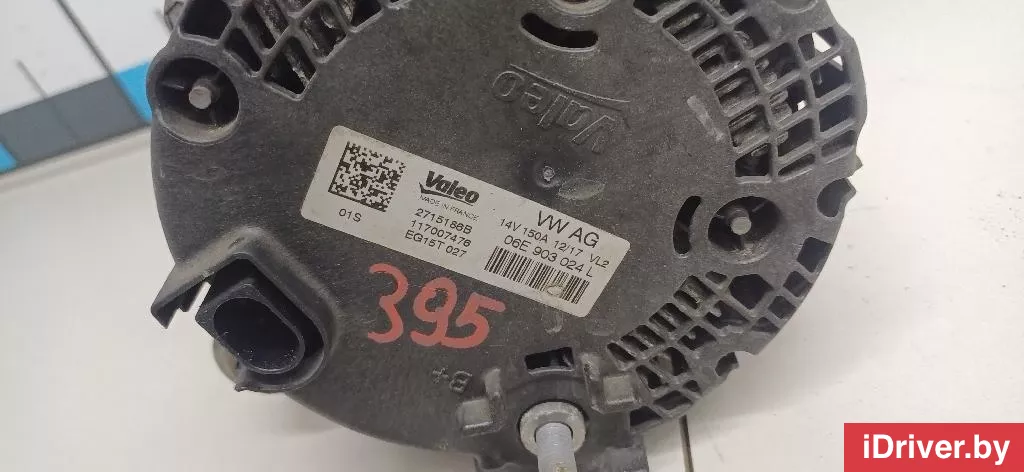 Valeo
Valeo
MADE IN FRANCE
2715186B
117007476
EG15T 027
01S
VW AG
14V 150A 12/17 VL2
06E 903 024 L
395
B+
iDriver.by